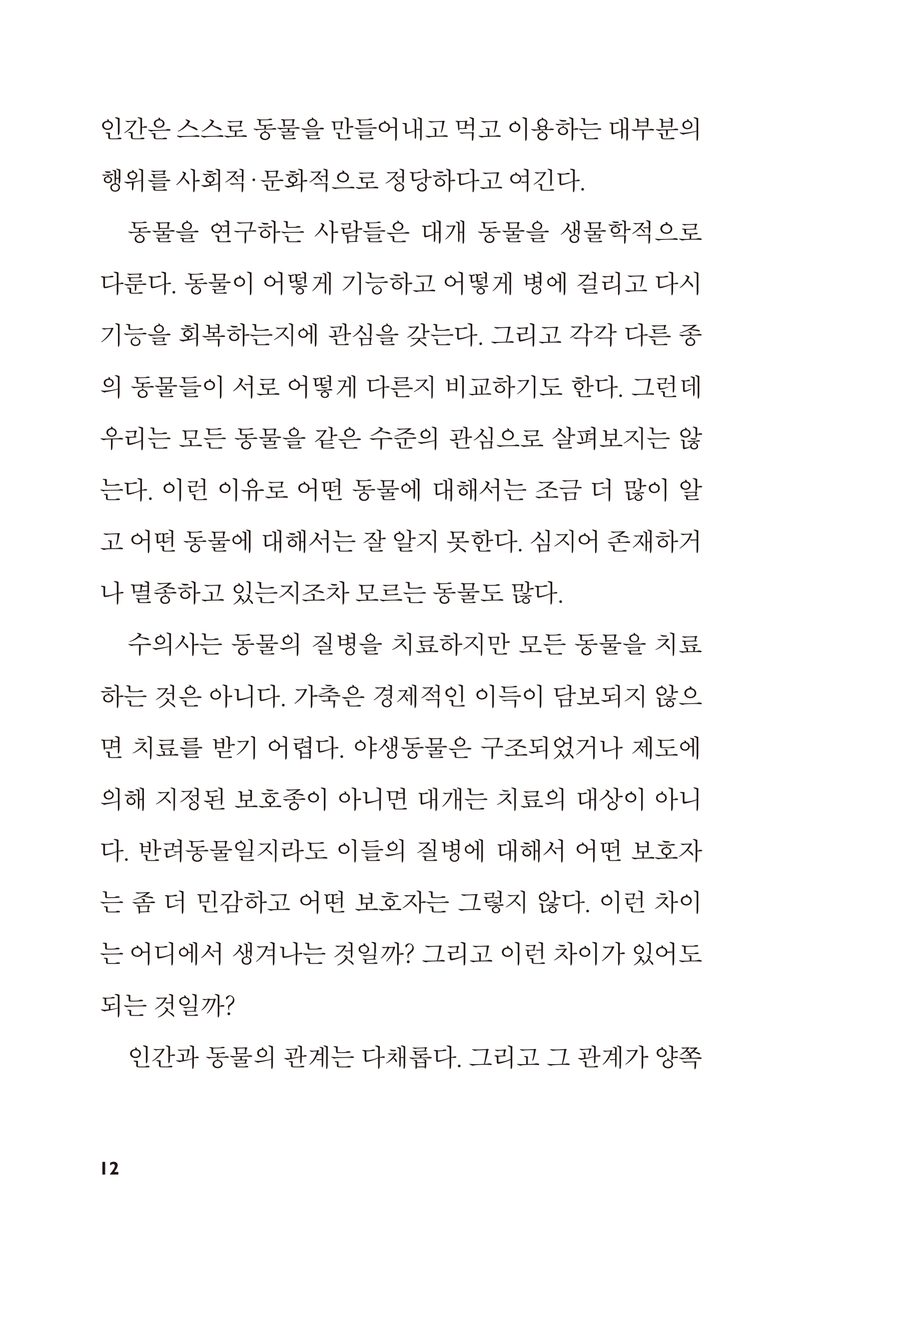 인간은 스스로 동물을 만들어내고 먹고 이용하는 대부분의
행위를 사회적·문화적으로 정당하다고 여긴다.
동물을 연구하는 사람들은 대개 동물을 생물학적으로
다룬다. 동물이 어떻게 기능하고 어떻게 병에 걸리고 다시
기능을 회복하는지에 관심을 갖는다. 그리고 각각 다른 종
의 동물들이 서로 어떻게 다른지 비교하기도 한다. 그런데
우리는 모든 동물을 같은 수준의 관심으로 살펴보지는 않
는다. 이런 이유로 어떤 동물에 대해서는 조금 더 많이 알
고 어떤 동물에 대해서는 잘 알지 못한다. 심지어 존재하거
나 멸종하고 있는지조차 모르는 동물도 많다.
수의사는 동물의 질병을 치료하지만 모든 동물을 치료
하는 것은 아니다. 가축은 경제적인 이득이 담보되지 않으
면 치료를 받기 어렵다. 야생동물은 구조되었거나 제도에
의해 지정된 보호종이 아니면 대개는 치료의 대상이 아니
다. 반려동물일지라도 이들의 질병에 대해서 어떤 보호자
는 좀 더 민감하고 어떤 보호자는 그렇지 않다. 이런 차이
는 어디에서 생겨나는 것일까? 그리고 이런 차이가 있어도
되는 것일까?
인간과 동물의 관계는 다채롭다. 그리고 그 관계가 양쪽
12